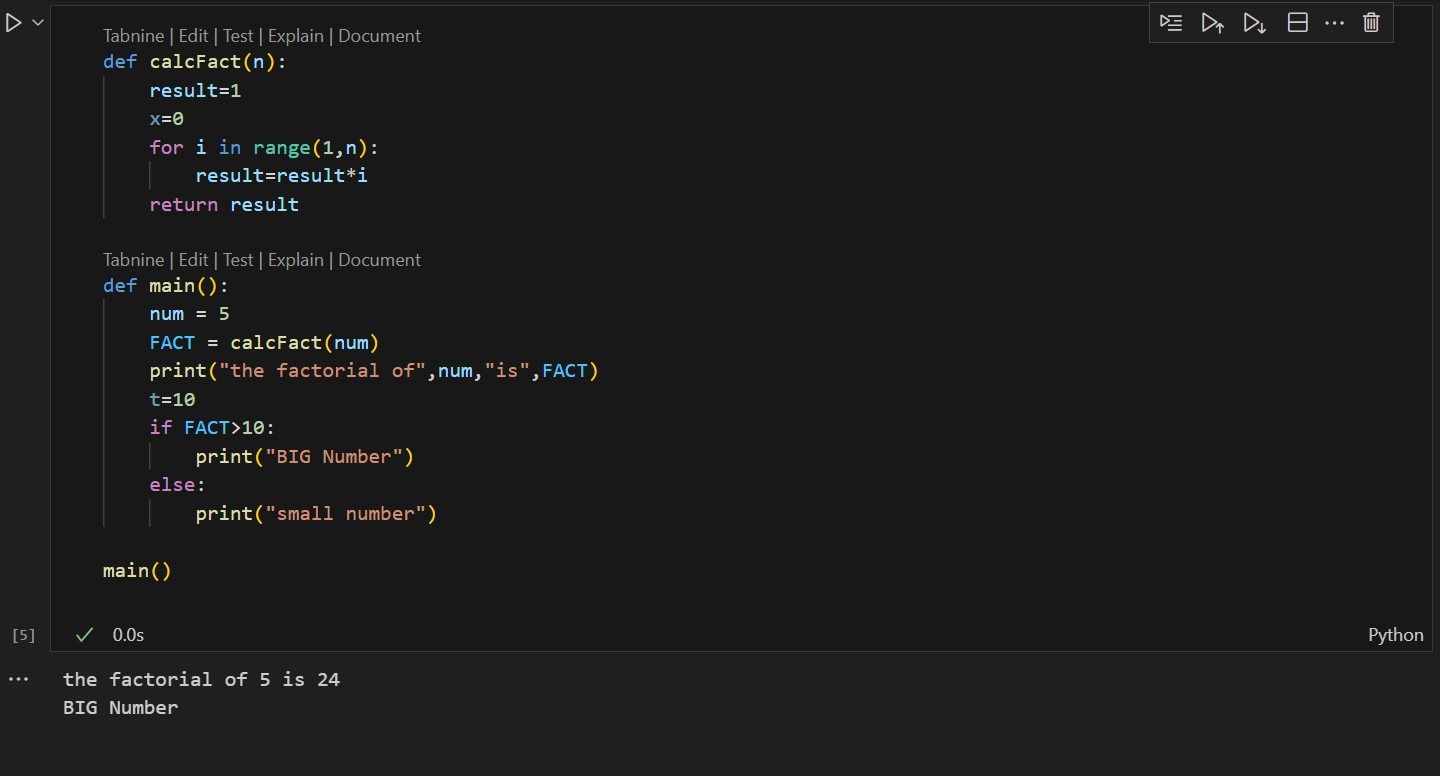 Tabnine | Edit | Test | Explain | Document
def calcFact(n):
    result=1
    x=0
    for i in range(1,n):
        result=result*i
    return result
Tabnine | Edit | Test | Explain | Document
def main():
    num = 5
    FACT = calcFact(num)
    print("the factorial of",num,"is",FACT)
    t=10
    if FACT>10:
        print("BIG Number")
    else:
        print("small number")
main()
[5] 0.0s Python
the factorial of 5 is 24
BIG Number